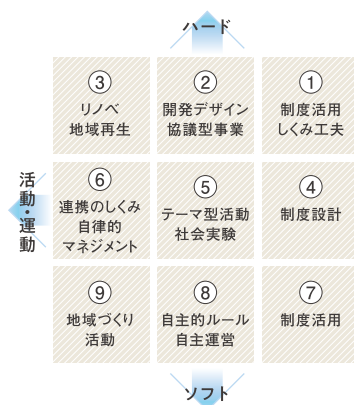 ハード
③
リノベ
地域再生
②
開発デザイン
協議型事業
①
制度活用
しくみ工夫
活動・運動
⑥
連携のしくみ
自律的
マネジメント
⑤
テーマ型活動
社会実験
④
制度設計
⑨
地域づくり
活動
⑧
自主的ルール
自主運営
⑦
制度活用
ソフト